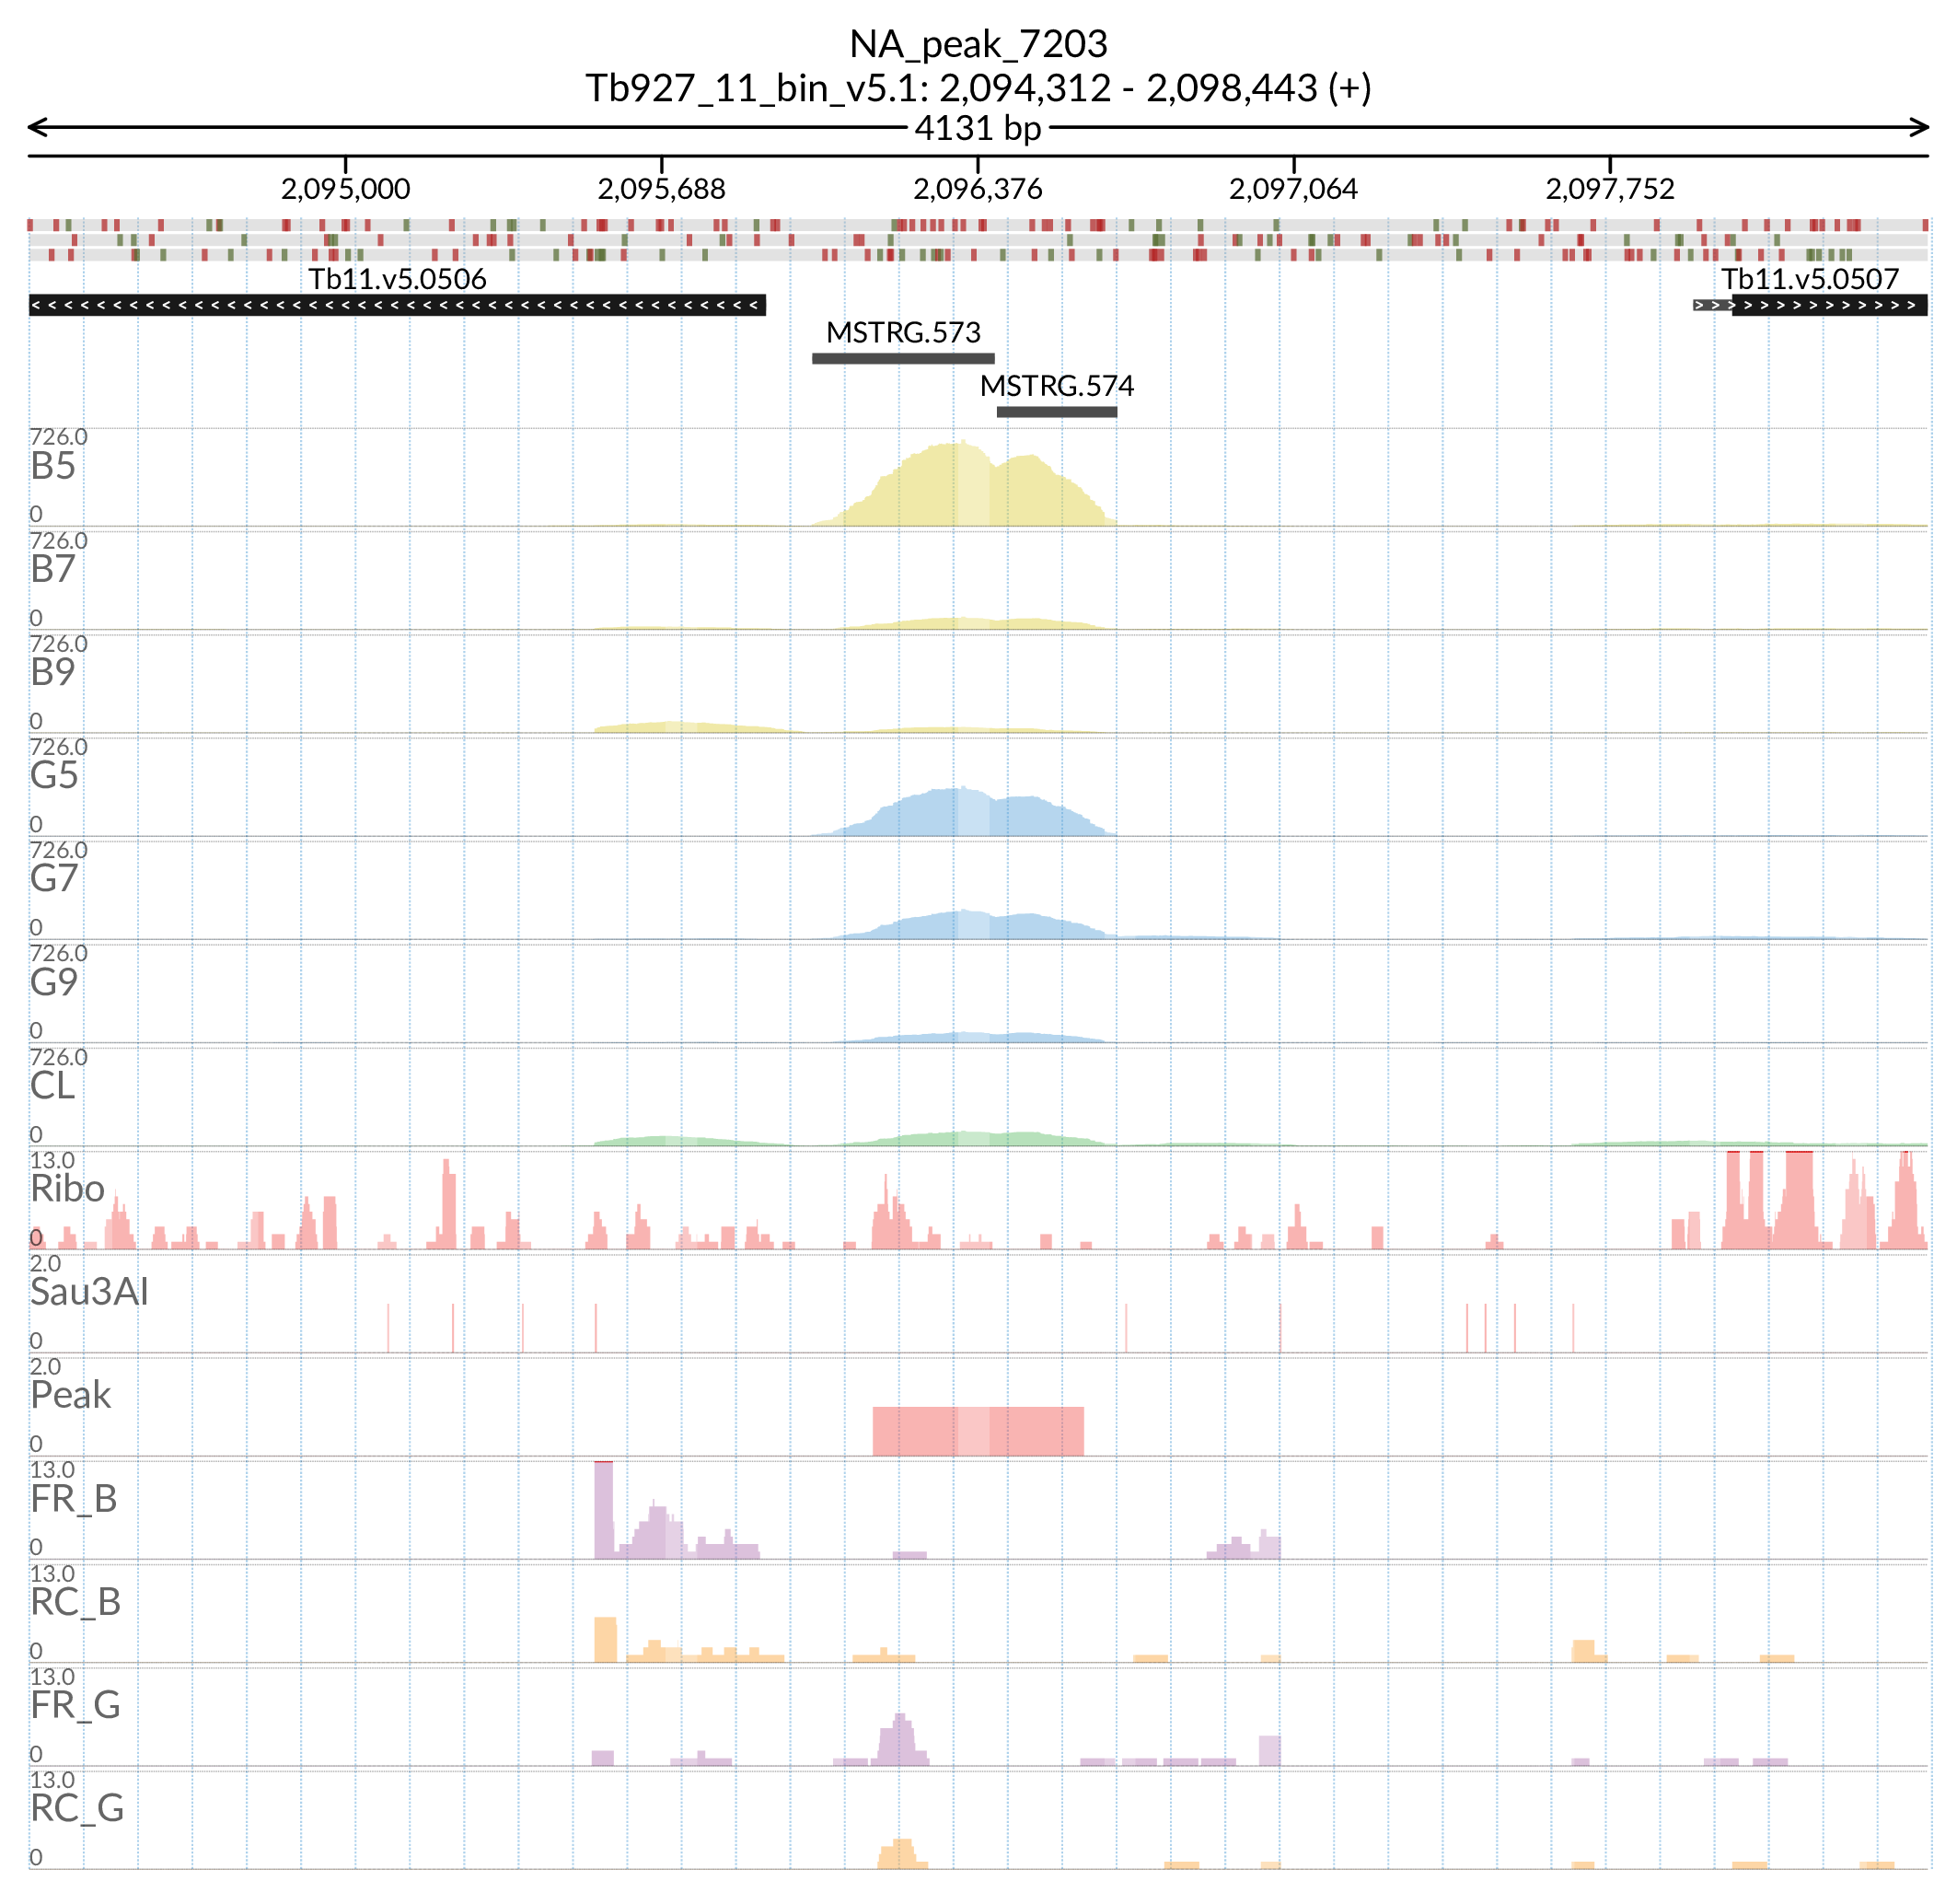 NA_peak_7203
Tb927_11_bin_v5.1: 2,094,312 - 2,098,443 (+)
4131 bp
2,095,000 2,095,688 2,096,376 2,097,064 2,097,752
Tb11.v5.0506 Tb11.v5.0507
MSTRG.573
MSTRG.574
726.0
B5
0
726.0
B7
0
726.0
B9
0
726.0
G5
0
726.0
G7
0
726.0
G9
0
726.0
CL
0
13.0
Ribo
0
2.0
Sau3AI
0
2.0
Peak
0
13.0
FR_B
0
13.0
RC_B
0
13.0
FR_G
0
13.0
RC_G
0